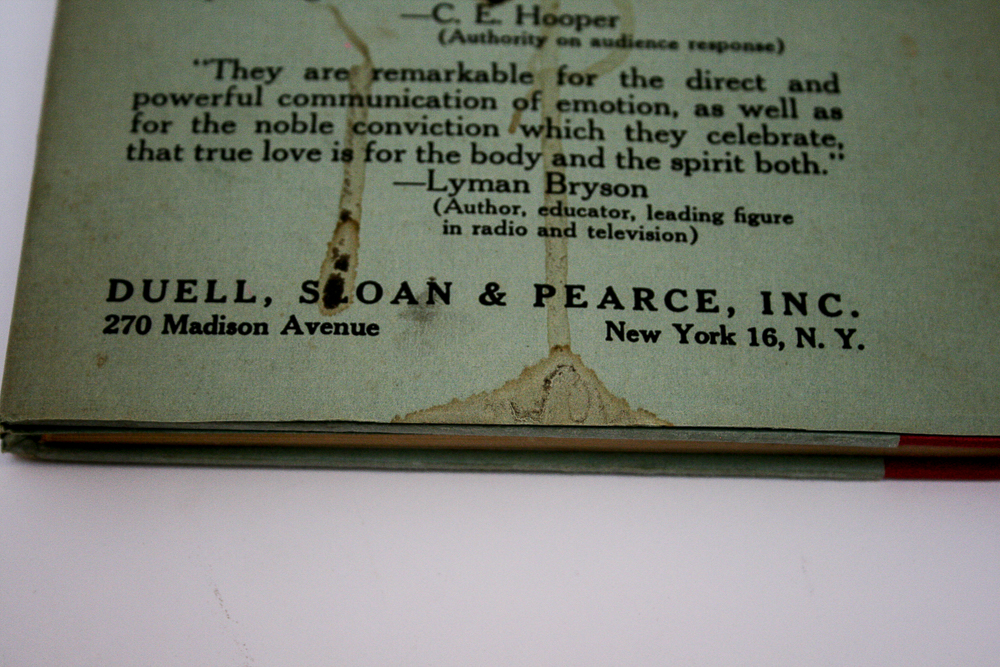 —C. E. Hooper
(Authority on audience response)
"They are remarkable for the direct and
powerful communication of emotion, as well as
for the noble conviction which they celebrate,
that true love is for the body and the spirit both."
—Lyman Bryson
(Author, educator, leading figure
in radio and television)
DUELL, SLOAN & PEARCE, INC.
270 Madison Avenue New York 16, N. Y.